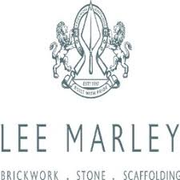 LEE MARLEY
BRICKWORK . STONE . SCAFFOLDING